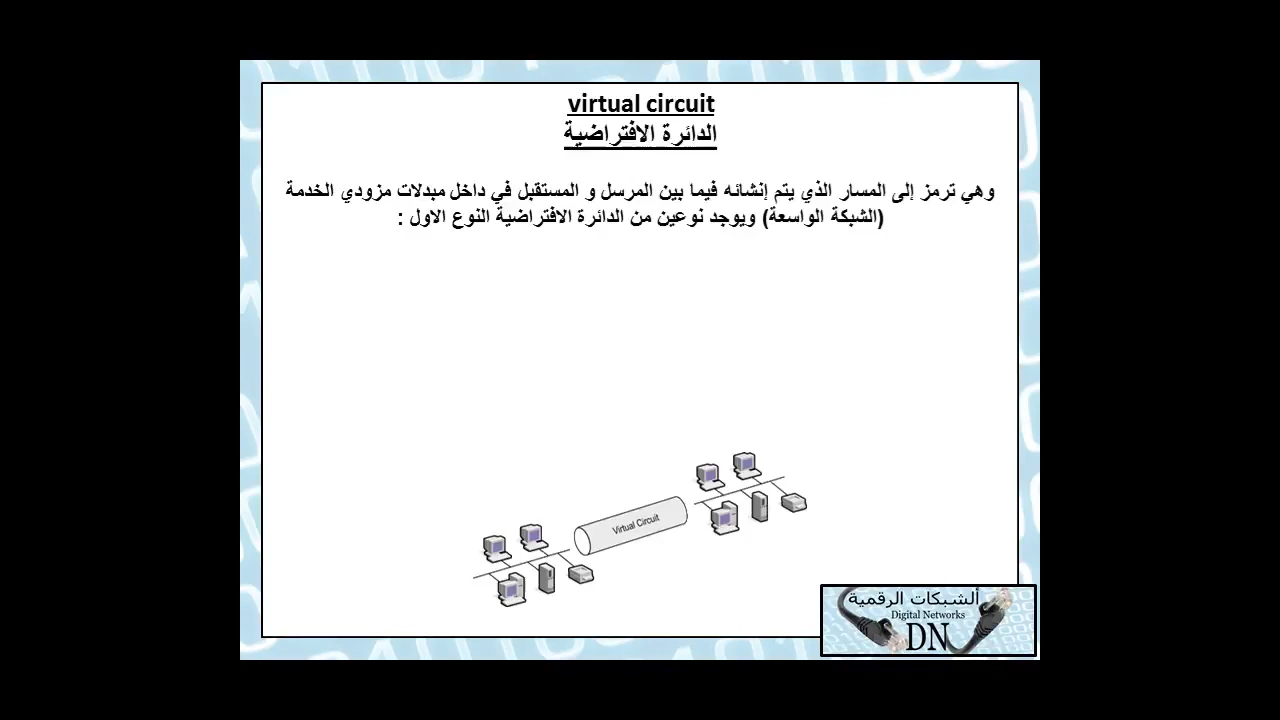 virtual circuit
الدائرة الافتراضية
وهي ترمز إلى المسار الذي يتم إنشائه فيما بين المرسل و المستقبل في داخل مبدلات مزودي الخدمة
(الشبكة الواسعة) ويوجد نوعين من الدائرة الافتراضية النوع الاول :
Virtual Circuit
ألشبكات الرقمية
Digital Networks
DN